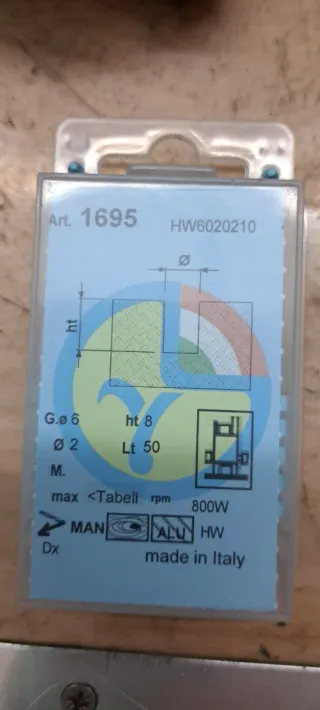 Art. 1695 HW6020210
Ø
ht
G.ø 6 ht 8
Ø 2 Lt 50
M.
max <Tabell rpm 800W
MAN ALU HW
Dx made in Italy